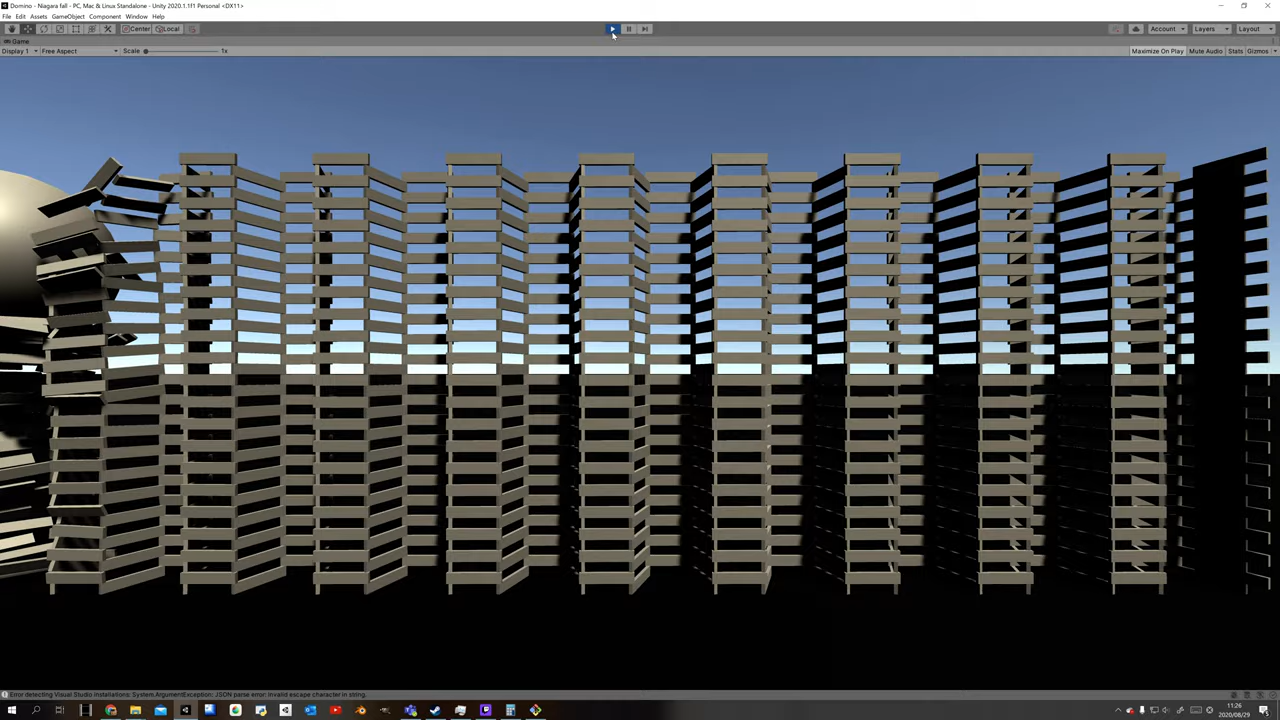 Domino - Niagara fall - PC, Mac & Linux Standalone - Unity 2020.1.1f1 Personal <DX11>
File Edit Assets GameObject Component Window Help
Center Local Account Layers Layout
Game
Display 1 Free Aspect Scale 1x Maximize On Play Mute Audio Stats Gizmos
Error detecting Visual Studio installations: System.ArgumentException: JSON parse error: Invalid escape character in string.
11:26
2020/08/29